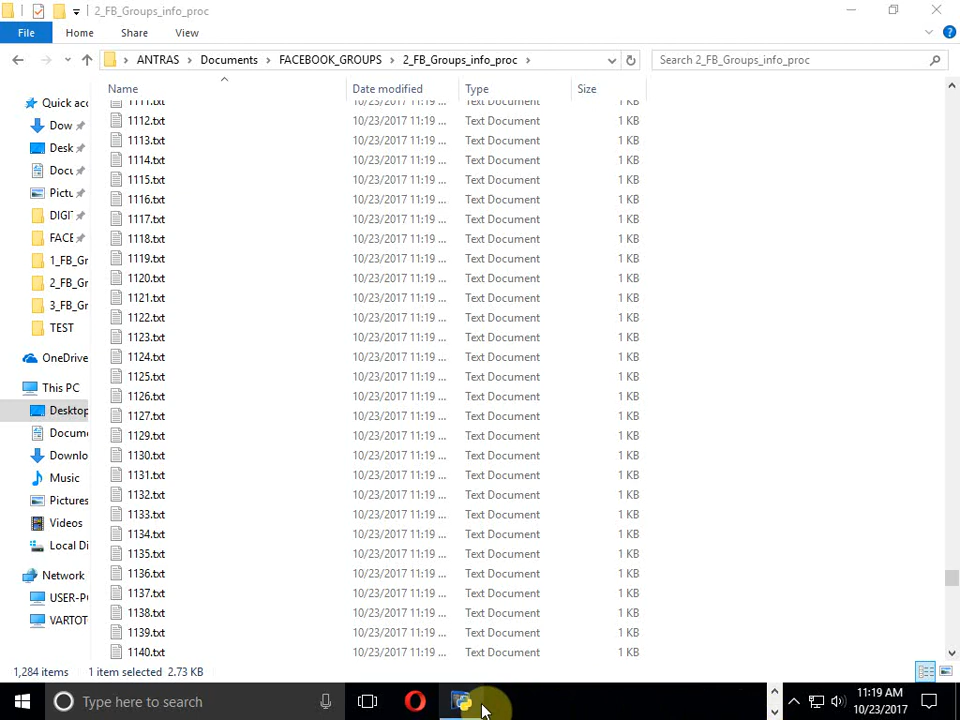 2_FB_Groups_info_proc
File Home Share View
ANTRAS > Documents > FACEBOOK_GROUPS > 2_FB_Groups_info_proc >
Search 2_FB_Groups_info_proc
Name Date modified Type Size
Quick acc
Dow
Desk
Docu
Pictu
DIGIT
FACE
1_FB_Gr
2_FB_Gr
3_FB_Gr
TEST
OneDrive
This PC
Desktop
Docume
Downlo
Music
Pictures
Videos
Local Di
Network
USER-PC
VARTOT
1111.txt 10/23/2017 11:19 ... Text Document 1 KB
1112.txt 10/23/2017 11:19 ... Text Document 1 KB
1113.txt 10/23/2017 11:19 ... Text Document 1 KB
1114.txt 10/23/2017 11:19 ... Text Document 1 KB
1115.txt 10/23/2017 11:19 ... Text Document 1 KB
1116.txt 10/23/2017 11:19 ... Text Document 1 KB
1117.txt 10/23/2017 11:19 ... Text Document 1 KB
1118.txt 10/23/2017 11:19 ... Text Document 1 KB
1119.txt 10/23/2017 11:19 ... Text Document 1 KB
1120.txt 10/23/2017 11:19 ... Text Document 1 KB
1121.txt 10/23/2017 11:19 ... Text Document 1 KB
1122.txt 10/23/2017 11:19 ... Text Document 1 KB
1123.txt 10/23/2017 11:19 ... Text Document 1 KB
1124.txt 10/23/2017 11:19 ... Text Document 1 KB
1125.txt 10/23/2017 11:19 ... Text Document 1 KB
1126.txt 10/23/2017 11:19 ... Text Document 1 KB
1127.txt 10/23/2017 11:19 ... Text Document 1 KB
1129.txt 10/23/2017 11:19 ... Text Document 1 KB
1130.txt 10/23/2017 11:19 ... Text Document 1 KB
1131.txt 10/23/2017 11:19 ... Text Document 1 KB
1132.txt 10/23/2017 11:19 ... Text Document 1 KB
1133.txt 10/23/2017 11:19 ... Text Document 1 KB
1134.txt 10/23/2017 11:19 ... Text Document 1 KB
1135.txt 10/23/2017 11:19 ... Text Document 1 KB
1136.txt 10/23/2017 11:19 ... Text Document 1 KB
1137.txt 10/23/2017 11:19 ... Text Document 1 KB
1138.txt 10/23/2017 11:19 ... Text Document 1 KB
1139.txt 10/23/2017 11:19 ... Text Document 1 KB
1140.txt 10/23/2017 11:19 ... Text Document 1 KB
1,284 items 1 item selected 2.73 KB
Type here to search
11:19 AM
10/23/2017